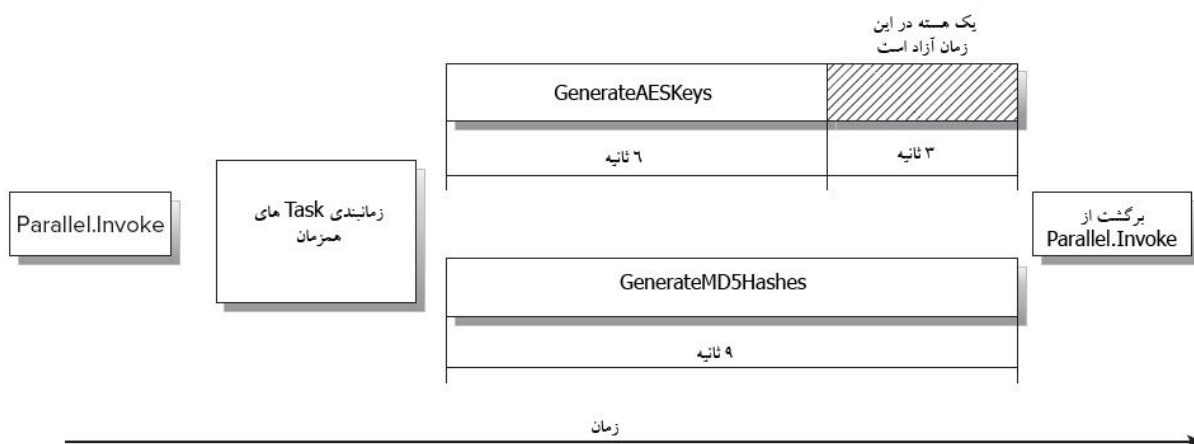 یک هسته در این
زمان آزاد است
GenerateAESKeys
۶ ثانیه
۳ ثانیه
Parallel.Invoke
زمانبندی Task های
همزمان
برگشت از
Parallel.Invoke
GenerateMD5Hashes
۹ ثانیه
زمان